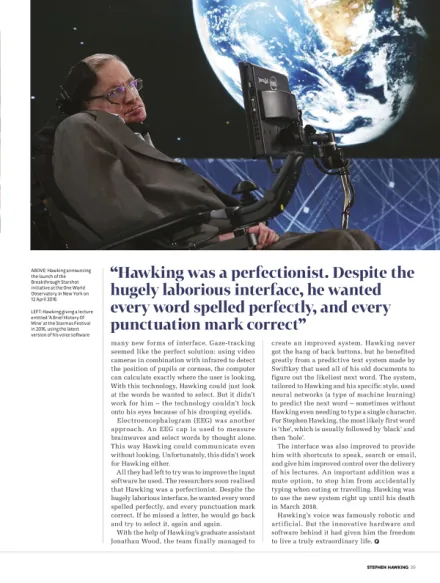 ABOVE: Hawking announcing
the launch of the
Breakthrough Starshot
initiative at the One World
Observatory in New York on
12 April 2016
LEFT: Hawking giving a lecture
entitled 'A Brief History Of
Mine' at the Starmus Festival
in 2016, using the latest
version of his voice software
“Hawking was a perfectionist. Despite the
hugely laborious interface, he wanted
every word spelled perfectly, and every
punctuation mark correct”
many new forms of interface. Gaze-tracking
seemed like the perfect solution: using video
cameras in combination with infrared to detect
the position of pupils or corneas, the computer
can calculate exactly where the user is looking.
With this technology, Hawking could just look
at the words he wanted to select. But it didn't
work for him – the technology couldn't lock
onto his eyes because of his drooping eyelids.
Electroencephalogram (EEG) was another
approach. An EEG cap is used to measure
brainwaves and select words by thought alone.
This way Hawking could communicate even
without looking. Unfortunately, this didn't work
for Hawking either.
All they had left to try was to improve the input
software he used. The researchers soon realised
that Hawking was a perfectionist. Despite the
hugely laborious interface, he wanted every word
spelled perfectly, and every punctuation mark
correct. If he missed a letter, he would go back
and try to select it, again and again.
With the help of Hawking's graduate assistant
Jonathan Wood, the team finally managed to
create an improved system. Hawking never
got the hang of back buttons, but he benefited
greatly from a predictive text system made by
Swiftkey that used all of his old documents to
figure out the likeliest next word. The system,
tailored to Hawking and his specific style, used
neural networks (a type of machine learning)
to predict the next word – sometimes without
Hawking even needing to type a single character.
For Stephen Hawking, the most likely first word
is 'the', which is usually followed by 'black' and
then 'hole'.
The interface was also improved to provide
him with shortcuts to speak, search or email,
and give him improved control over the delivery
of his lectures. An important addition was a
mute option, to stop him from accidentally
typing when eating or travelling. Hawking was
to use the new system right up until his death
in March 2018.
Hawking's voice was famously robotic and
artificial. But the innovative hardware and
software behind it had given him the freedom
to live a truly extraordinary life.
STEPHEN HAWKING